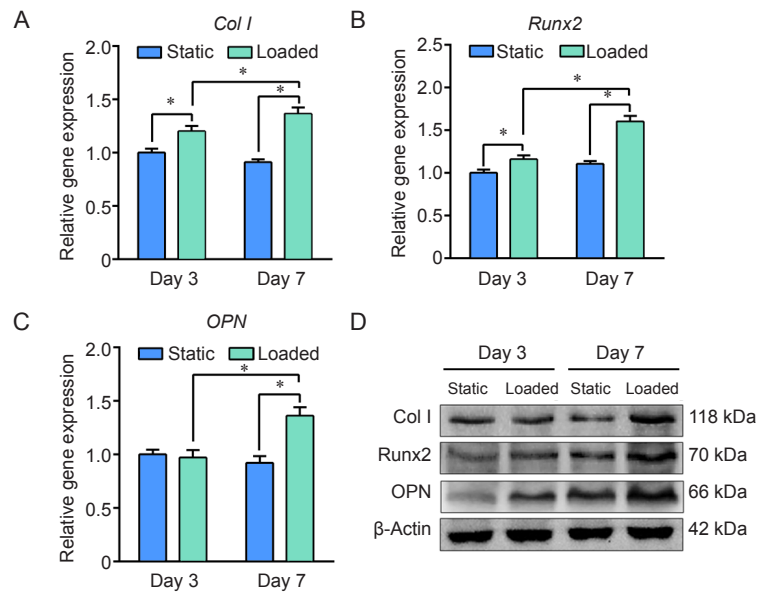 A
Col I
Static Loaded
Relative gene expression
2.0
1.5
1.0
0.5
0
*
*
*
Day 3 Day 7
B
Runx2
Static Loaded
Relative gene expression
2.5
2.0
1.5
1.0
0.5
0
*
*
*
Day 3 Day 7
C
OPN
Static Loaded
Relative gene expression
2.0
1.5
1.0
0.5
0
*
*
Day 3 Day 7
D
Day 3 Day 7
Static Loaded Static Loaded
Col I 118 kDa
Runx2 70 kDa
OPN 66 kDa
β-Actin 42 kDa